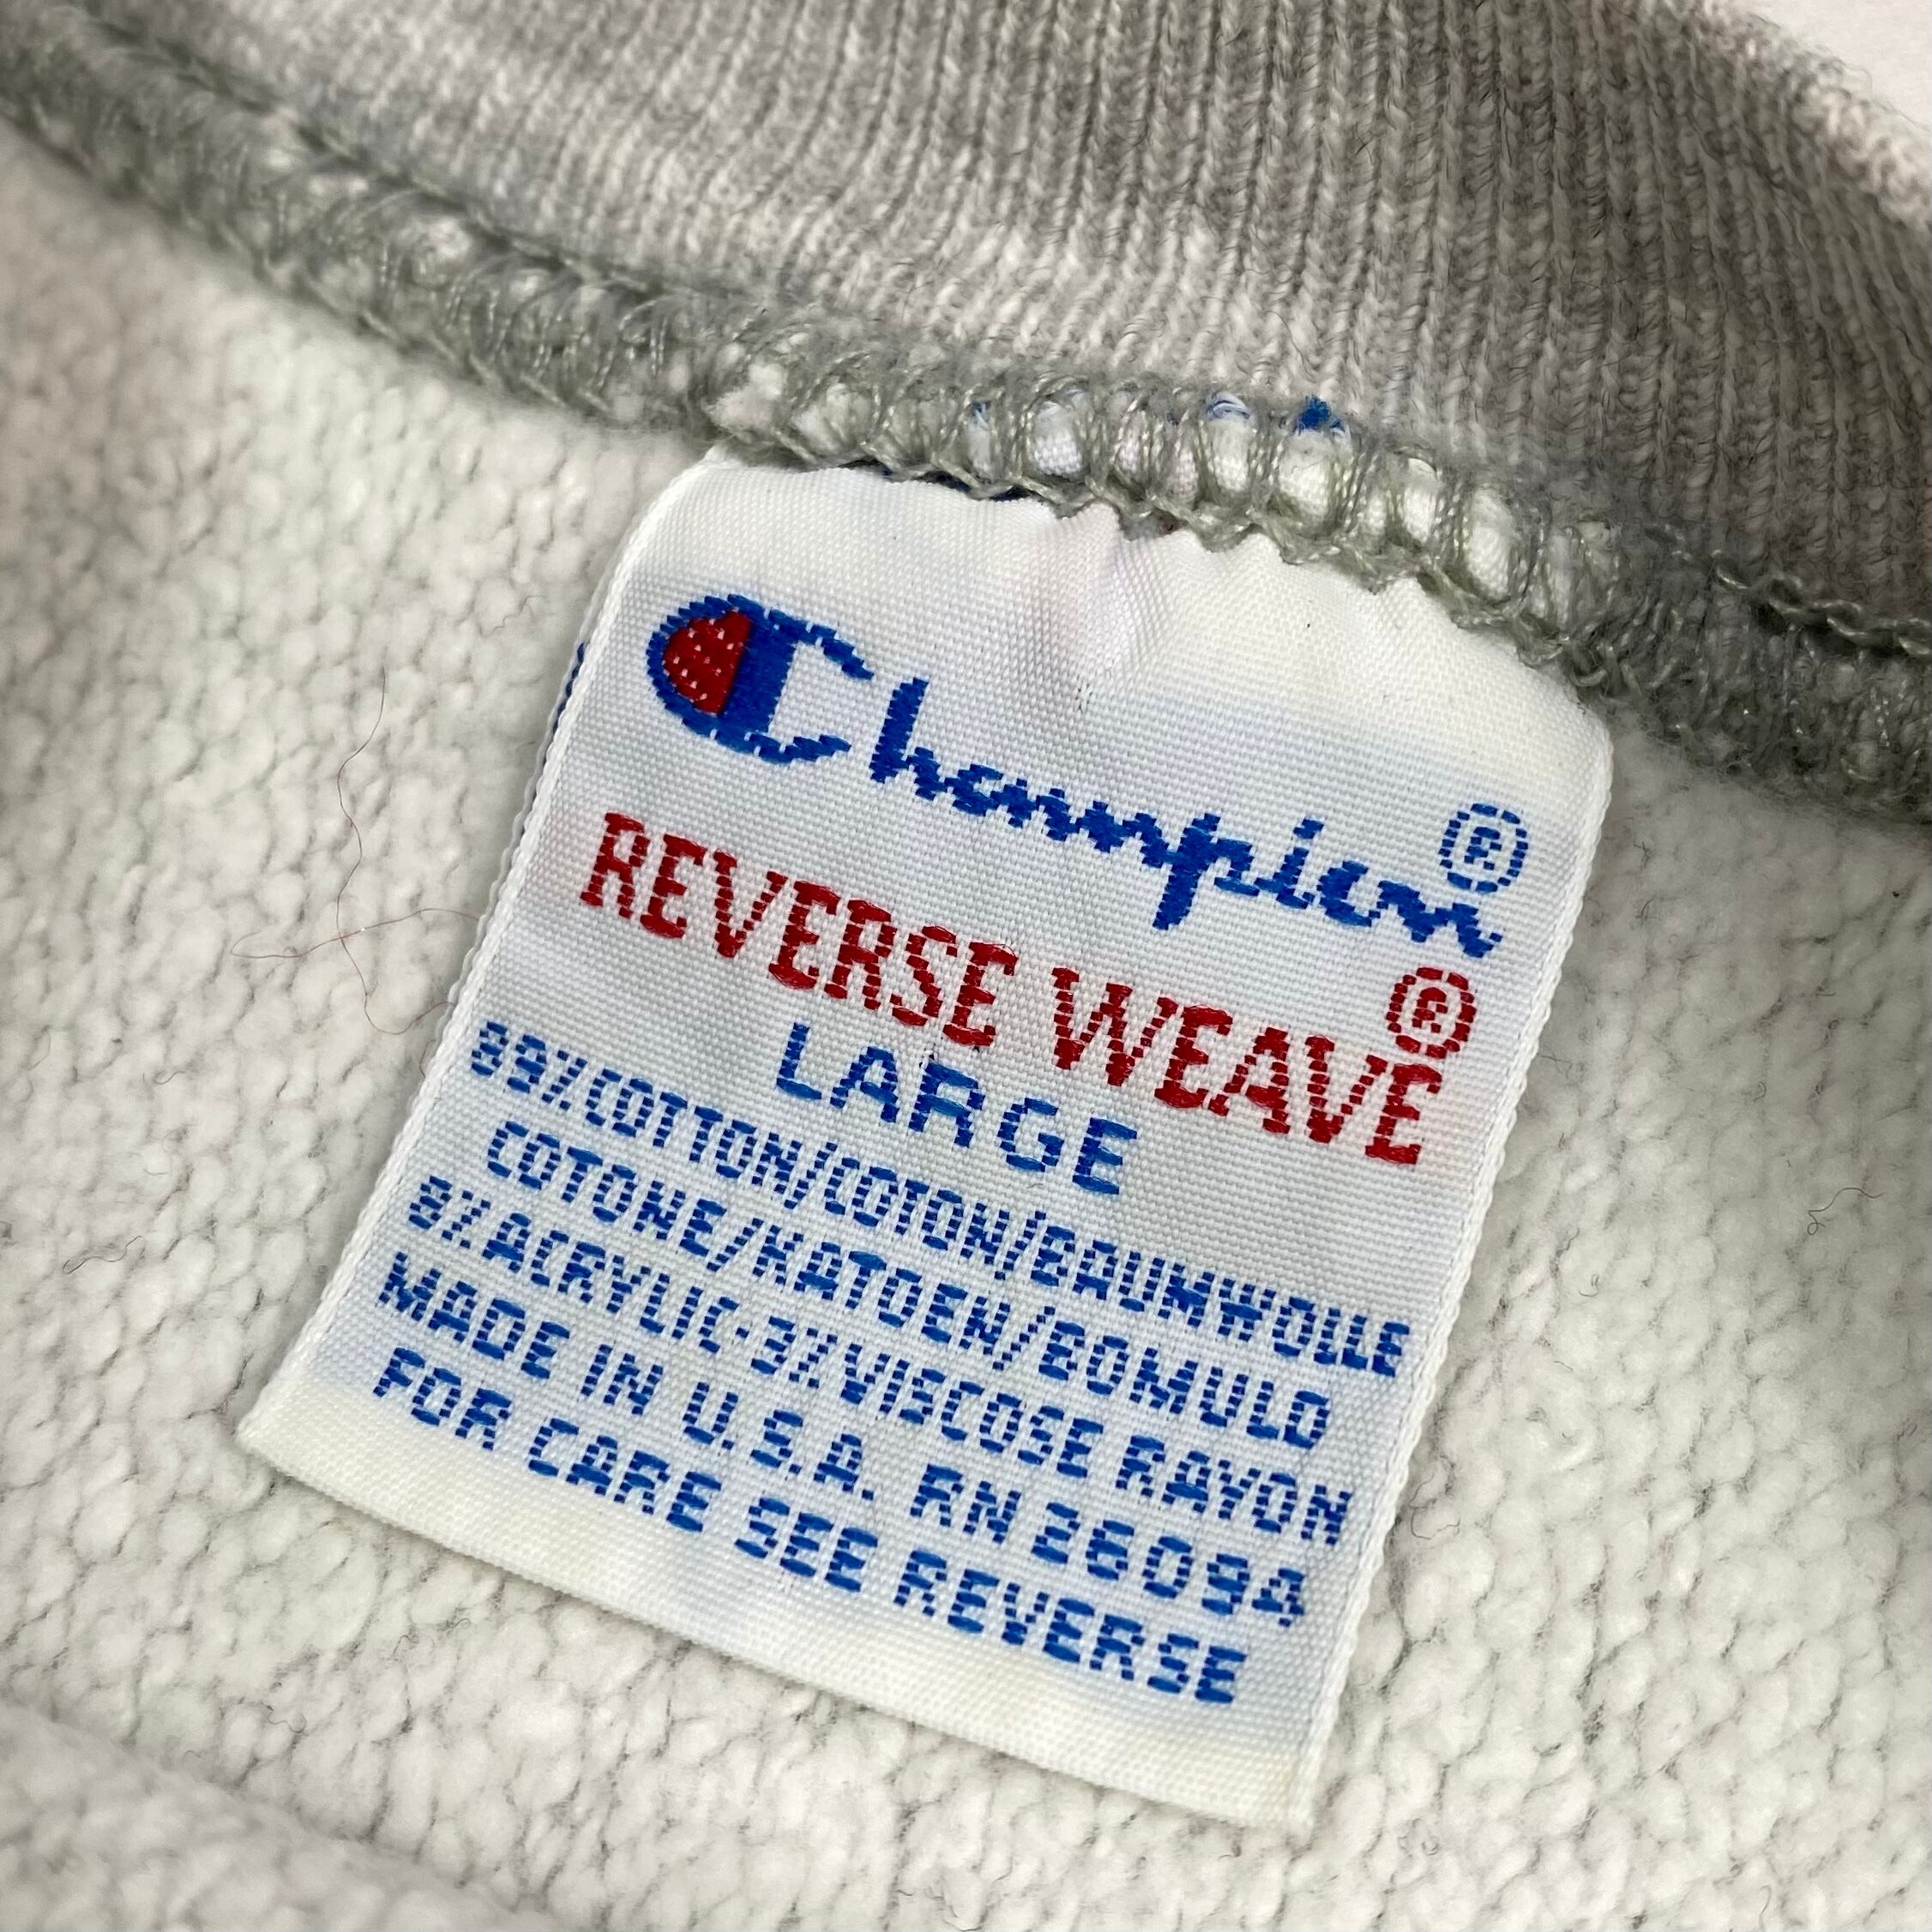 Champion®
REVERSE WEAVE®
LARGE
89%COTTON/COTON/BAUMWOLLE
COTONE/KATOEN/BOMULD
8%ACRYLIC·3%VISCOSE RAYON
MADE IN U.S.A. RN 26094
FOR CARE SEE REVERSE